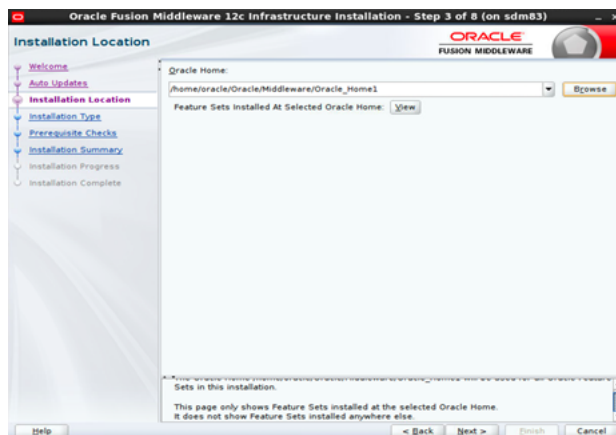 Oracle Fusion Middleware 12c Infrastructure Installation - Step 3 of 8 (on sdm83)
Installation Location
ORACLE
FUSION MIDDLEWARE
Welcome
Auto Updates
Installation Location
Installation Type
Prerequisite Checks
Installation Summary
Installation Progress
Installation Complete
Oracle Home:
/home/oracle/Oracle/Middleware/Oracle_Home1
Browse
Feature Sets Installed At Selected Oracle Home: View
Sets in this installation.
This page only shows Feature Sets installed at the selected Oracle Home.
It does not show Feature Sets installed anywhere else.
Help
< Back
Next >
Finish
Cancel